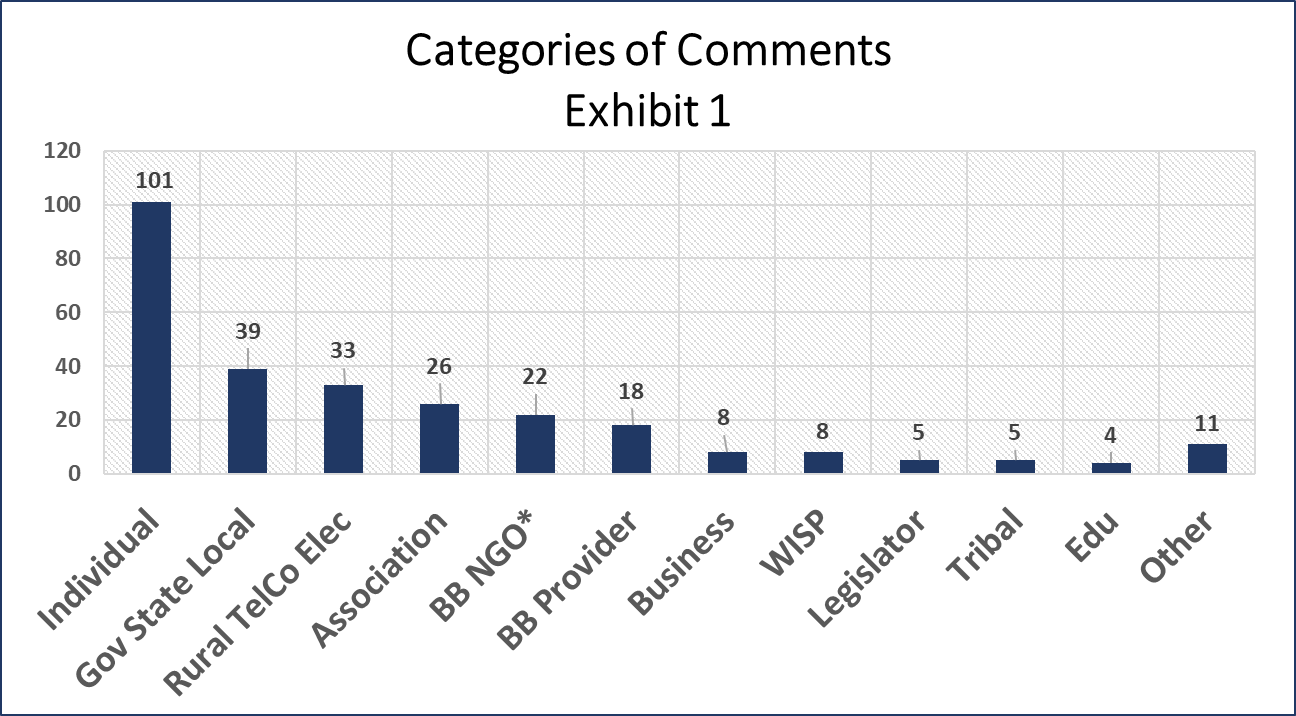 Categories of Comments
Exhibit 1
120
100
80
60
40
20
0
101
39
33
26
22
18
8
8
5
5
4
11
Individual
Gov State Local
Rural TelCo Elec
Association
BB NGO*
BB Provider
Business
WISP
Legislator
Tribal
Edu
Other